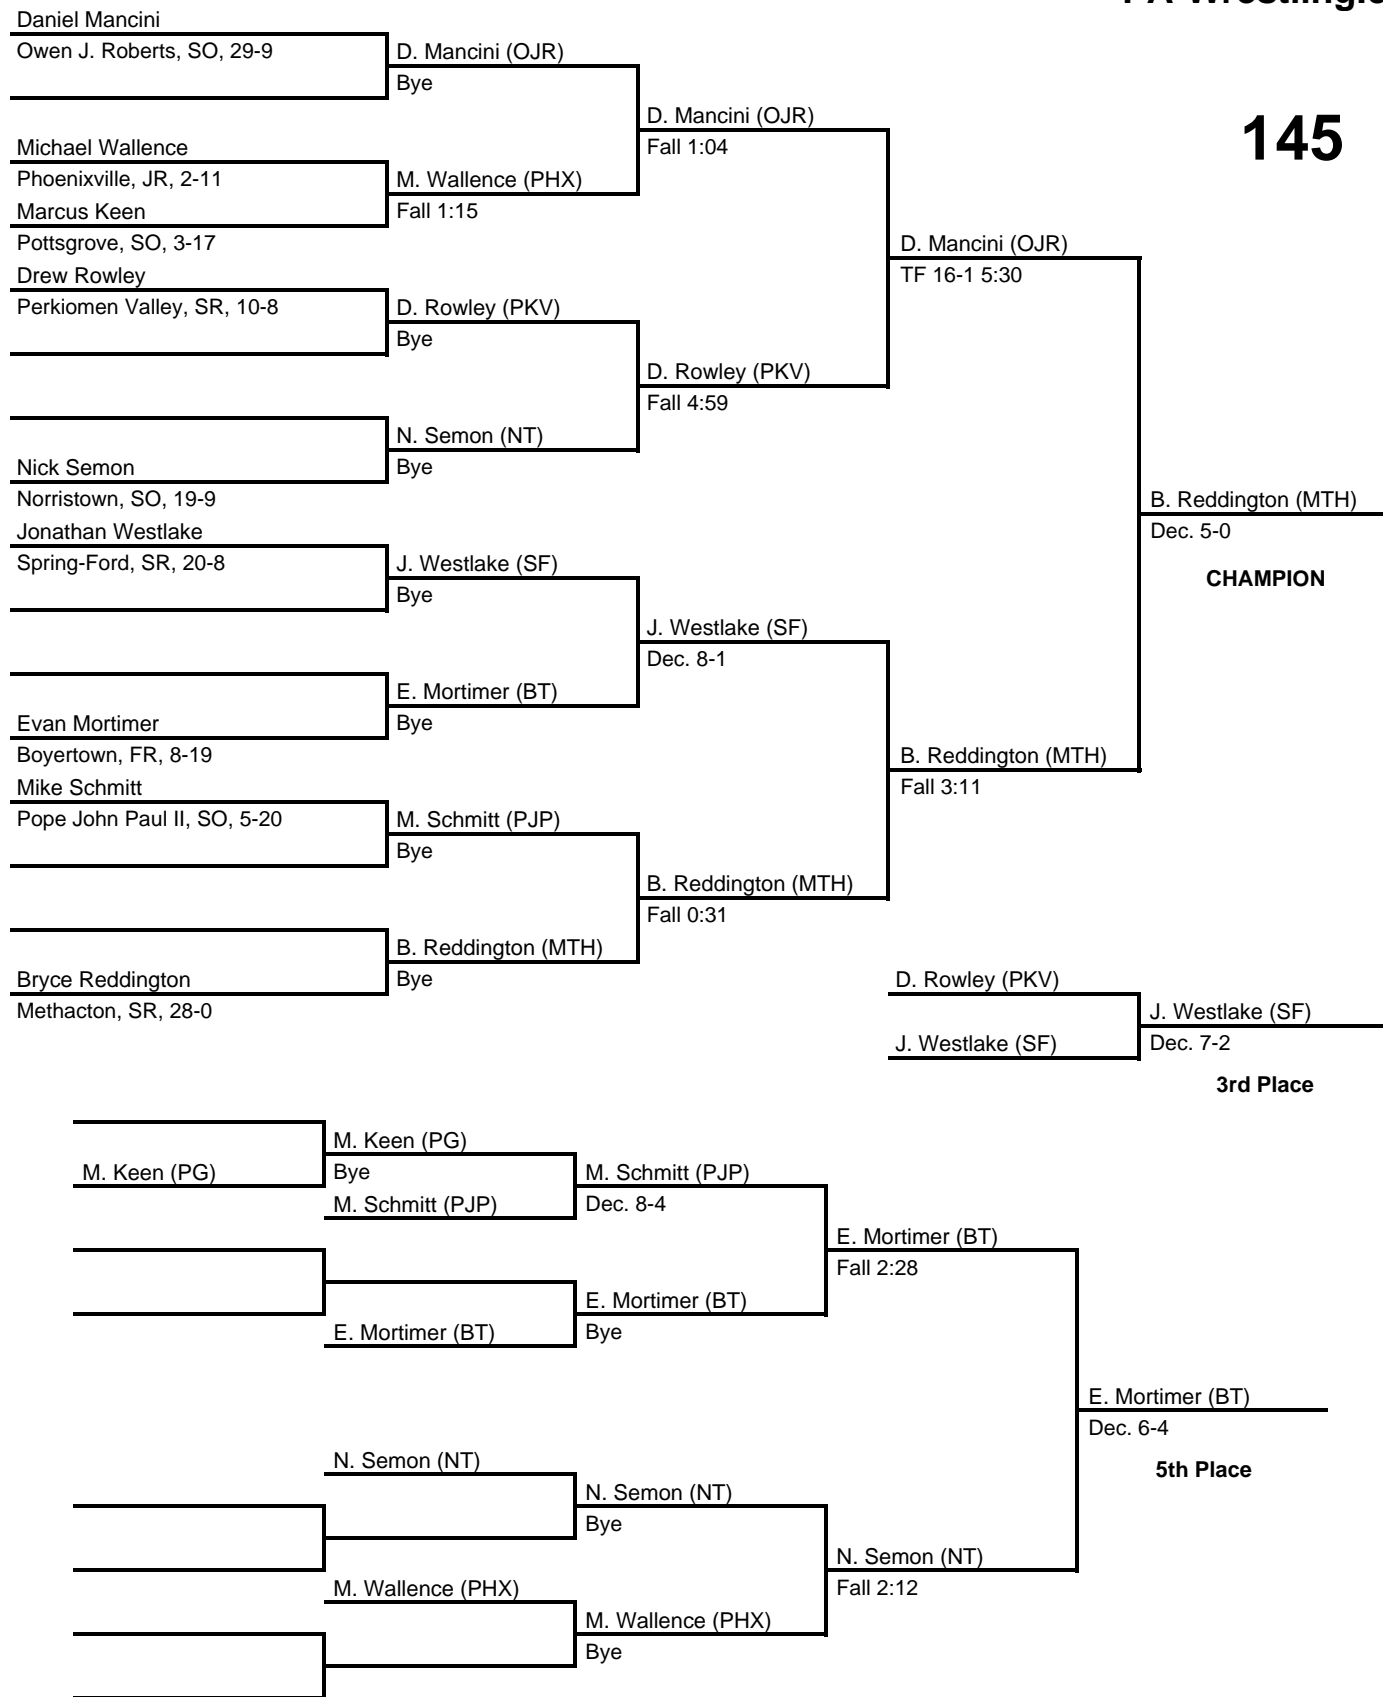 Daniel Mancini
Owen J. Roberts, SO, 29-9
D. Mancini (OJR)
Bye
D. Mancini (OJR)
Fall 1:04
145
Michael Wallence
Phoenixville, JR, 2-11
M. Wallence (PHX)
Marcus Keen
Fall 1:15
Pottsgrove, SO, 3-17
D. Mancini (OJR)
TF 16-1 5:30
Drew Rowley
Perkiomen Valley, SR, 10-8
D. Rowley (PKV)
Bye
D. Rowley (PKV)
Fall 4:59
N. Semon (NT)
Nick Semon
Bye
Norristown, SO, 19-9
B. Reddington (MTH)
Dec. 5-0
CHAMPION
Jonathan Westlake
Spring-Ford, SR, 20-8
J. Westlake (SF)
Bye
J. Westlake (SF)
Dec. 8-1
E. Mortimer (BT)
Evan Mortimer
Bye
Boyertown, FR, 8-19
B. Reddington (MTH)
Fall 3:11
Mike Schmitt
Pope John Paul II, SO, 5-20
M. Schmitt (PJP)
Bye
B. Reddington (MTH)
Fall 0:31
B. Reddington (MTH)
Bryce Reddington
Bye
Methacton, SR, 28-0
D. Rowley (PKV)
J. Westlake (SF)
J. Westlake (SF)
Dec. 7-2
3rd Place
M. Keen (PG)
M. Keen (PG)
Bye
M. Schmitt (PJP)
M. Schmitt (PJP)
Dec. 8-4
E. Mortimer (BT)
Fall 2:28
E. Mortimer (BT)
E. Mortimer (BT)
Bye
E. Mortimer (BT)
Dec. 6-4
5th Place
N. Semon (NT)
N. Semon (NT)
Bye
N. Semon (NT)
Fall 2:12
M. Wallence (PHX)
M. Wallence (PHX)
Bye